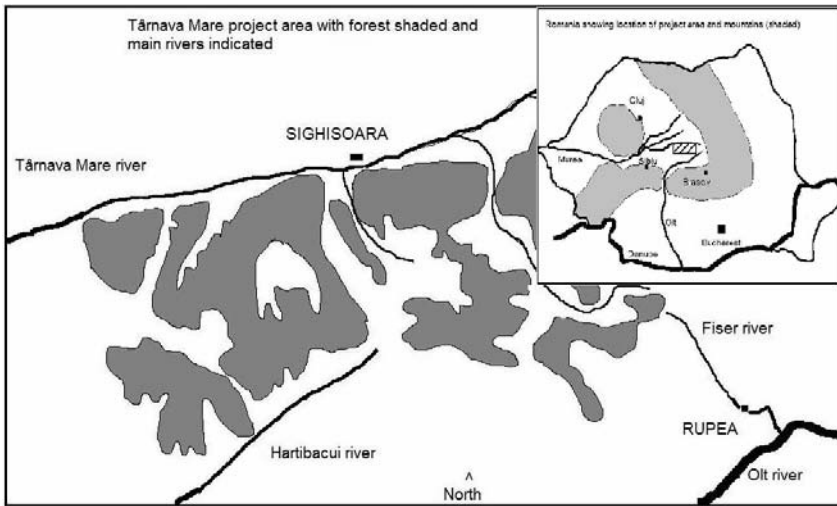 Târnava Mare project area with forest shaded and
main rivers indicated
Romania showing location of project area and mountains (shaded)
Cluj
Mures
Sibiu
Brasov
Olt
Bucharest
Danube
SIGHISOARA
Târnava Mare river
Fiser river
RUPEA
Hartibacui river
Olt river
^
North